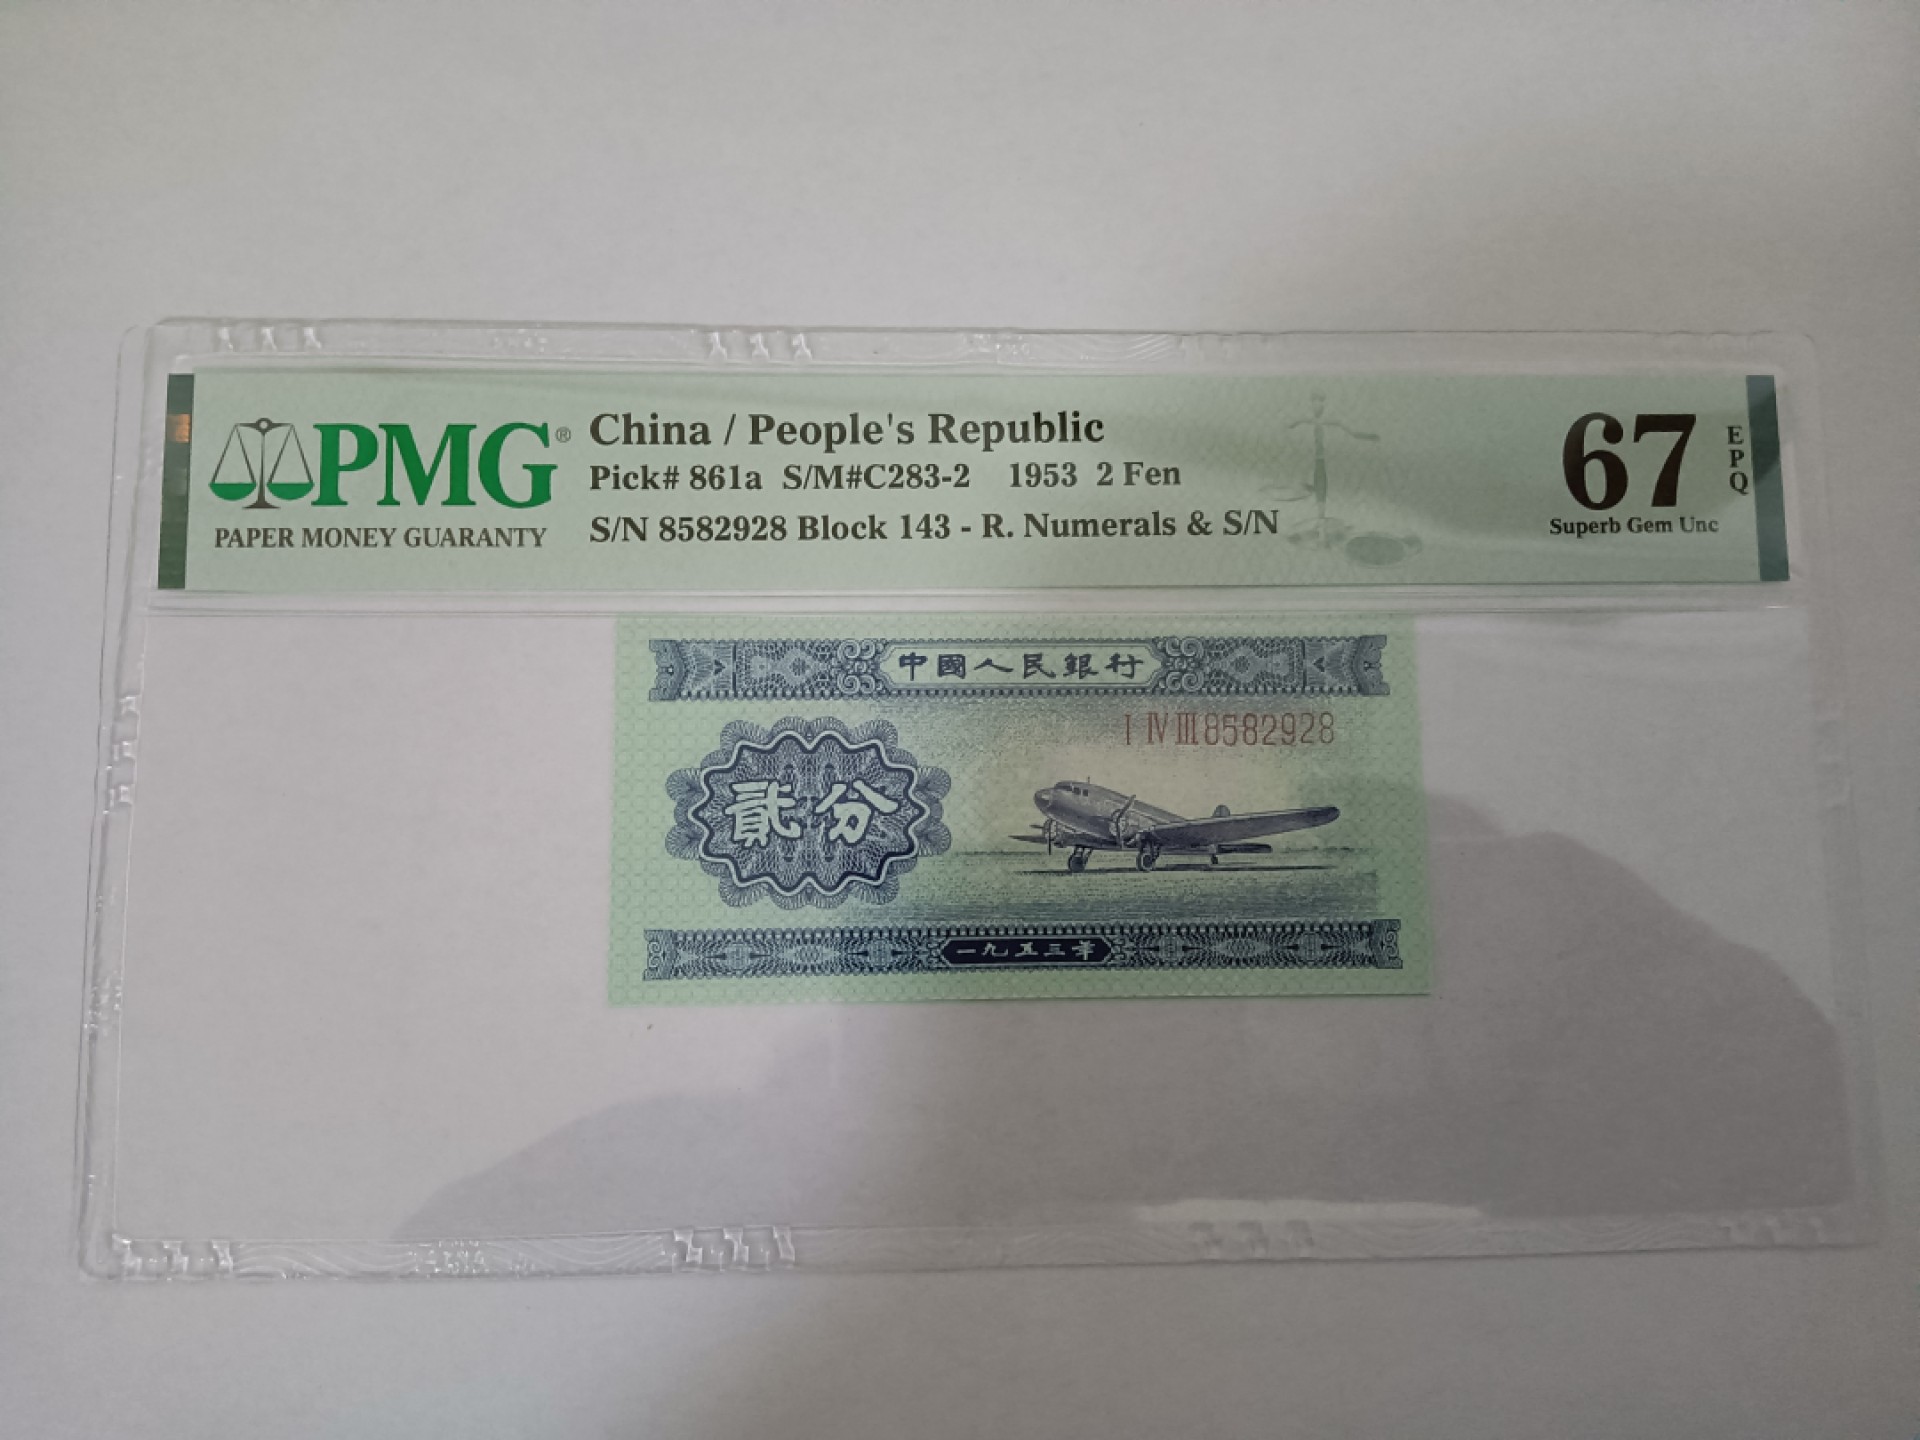 PMG®
PAPER MONEY GUARANTY
China / People's Republic
Pick# 861a S/M#C283-2 1953 2 Fen
S/N 8582928 Block 143 - R. Numerals & S/N
67
EPQ
Superb Gem Unc
中國人民銀行
I IV III 8582928
貳分
一九五三年